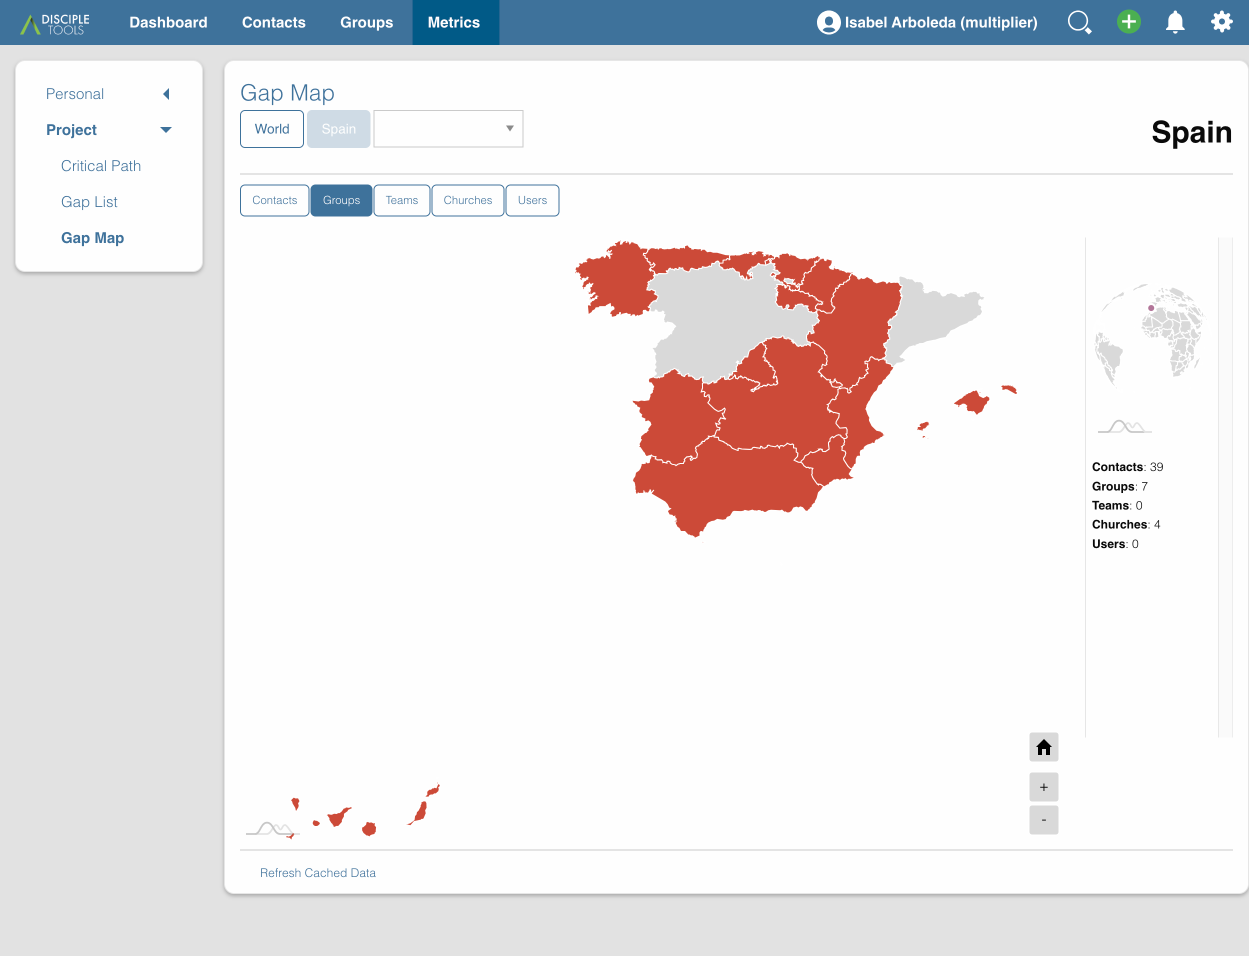 DISCIPLE
TOOLS
Dashboard
Contacts
Groups
Metrics
Isabel Arboleda (multiplier)
Personal
Project
Critical Path
Gap List
Gap Map
Gap Map
World
Spain
Spain
Contacts
Groups
Teams
Churches
Users
Contacts: 39
Groups: 7
Teams: 0
Churches: 4
Users: 0
+
-
Refresh Cached Data